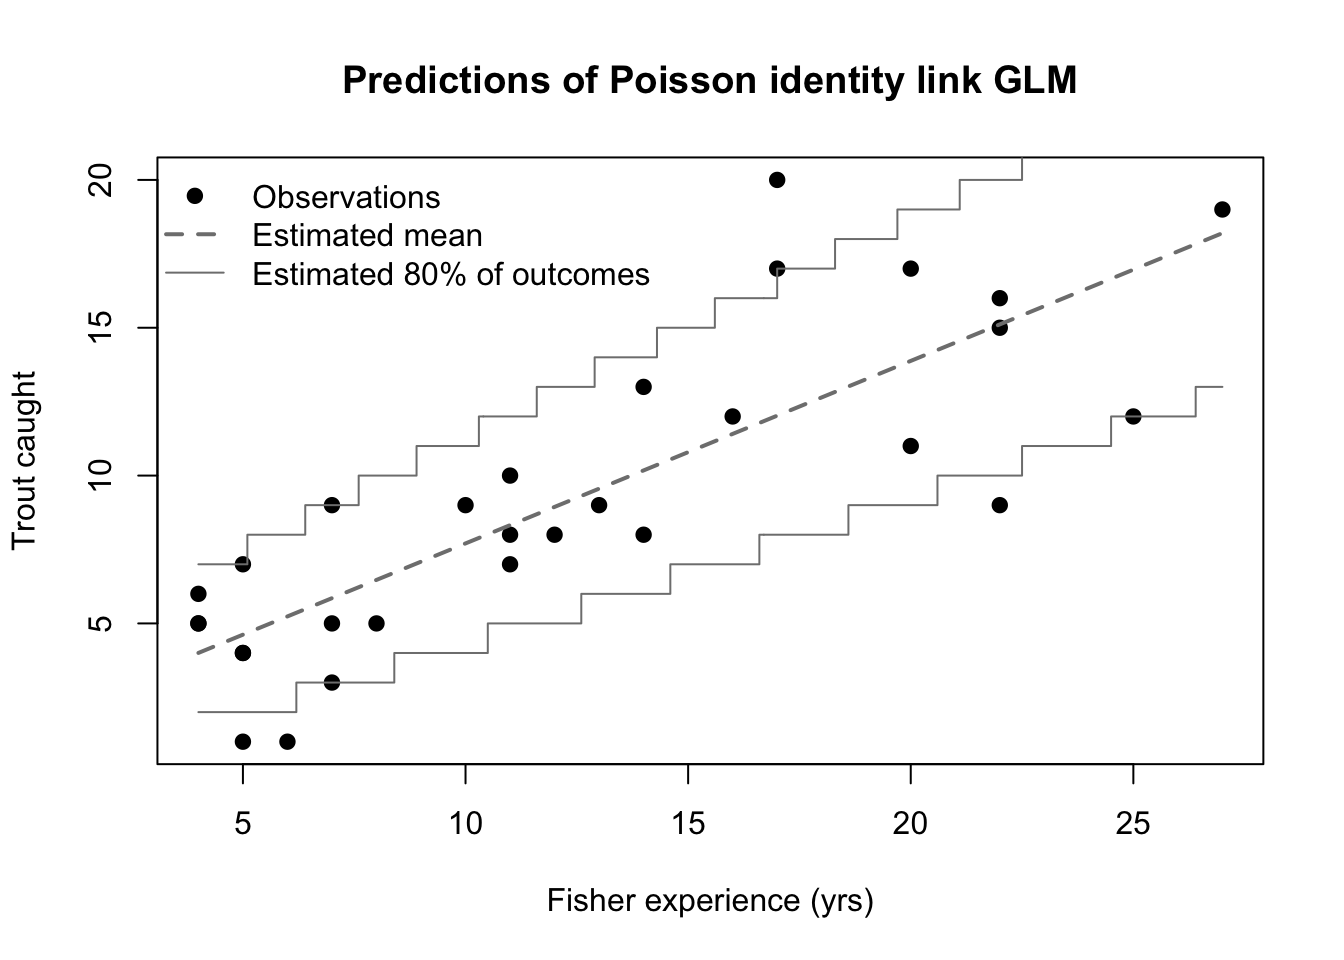 Predictions of Poisson identity link GLM
Observations
Estimated mean
Estimated 80% of outcomes
Trout caught
20
15
10
5
5
10
15
20
25
Fisher experience (yrs)